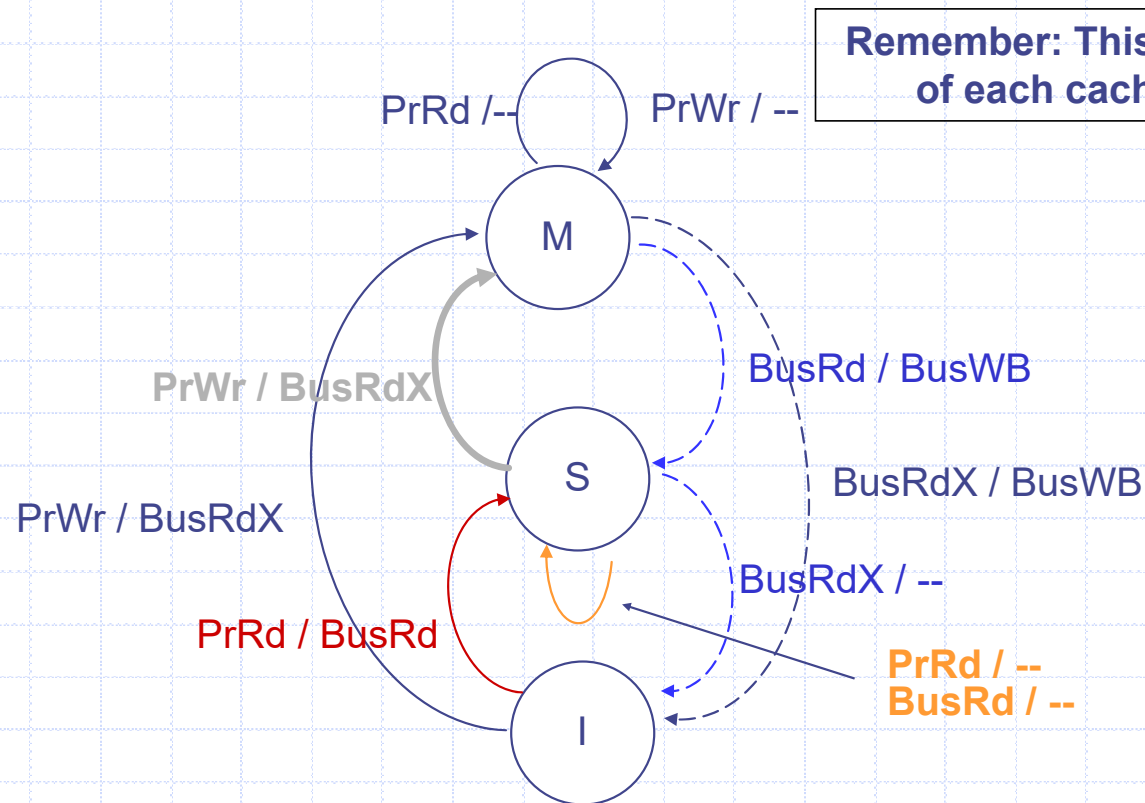 Remember: This
of each cach
PrRd /--
PrWr / --
M
BusRd / BusWB
PrWr / BusRdX
S
BusRdX / BusWB
PrWr / BusRdX
BusRdX / --
PrRd / BusRd
PrRd / --
BusRd / --
I